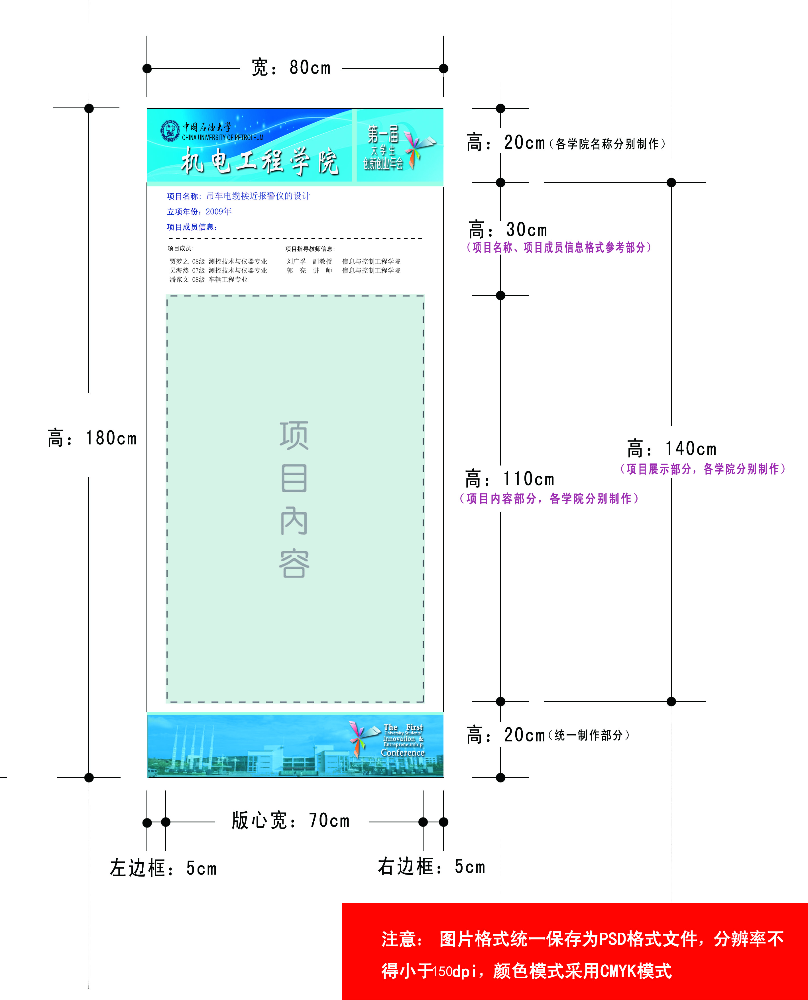 宽：80cm
中国石油大学
CHINA UNIVERSITY OF PETROLEUM
机电工程学院
第一届
大学生
创新创业年会
高：20cm（各学院名称分别制作）
项目名称：吊车电缆接近报警仪的设计
立项年份：2009年
项目成员信息：
高：30cm
（项目名称、项目成员信息格式参考部分）
项目成员：
项目指导教师信息：
贾梦之 08级 测控技术与仪器专业
刘广孚 副教授 信息与控制工程学院
吴海然 07级 测控技术与仪器专业
郭 亮 讲 师 信息与控制工程学院
潘家文 08级 车辆工程专业
项
目
内
容
高：180cm
高：140cm
（项目展示部分，各学院分别制作）
高：110cm
（项目内容部分，各学院分别制作）
The First
University Students'
Innovation &
Entrepreneurship
Conference
高：20cm（统一制作部分）
版心宽：70cm
左边框：5cm
右边框：5cm
注意： 图片格式统一保存为PSD格式文件，分辨率不
得小于150dpi，颜色模式采用CMYK模式